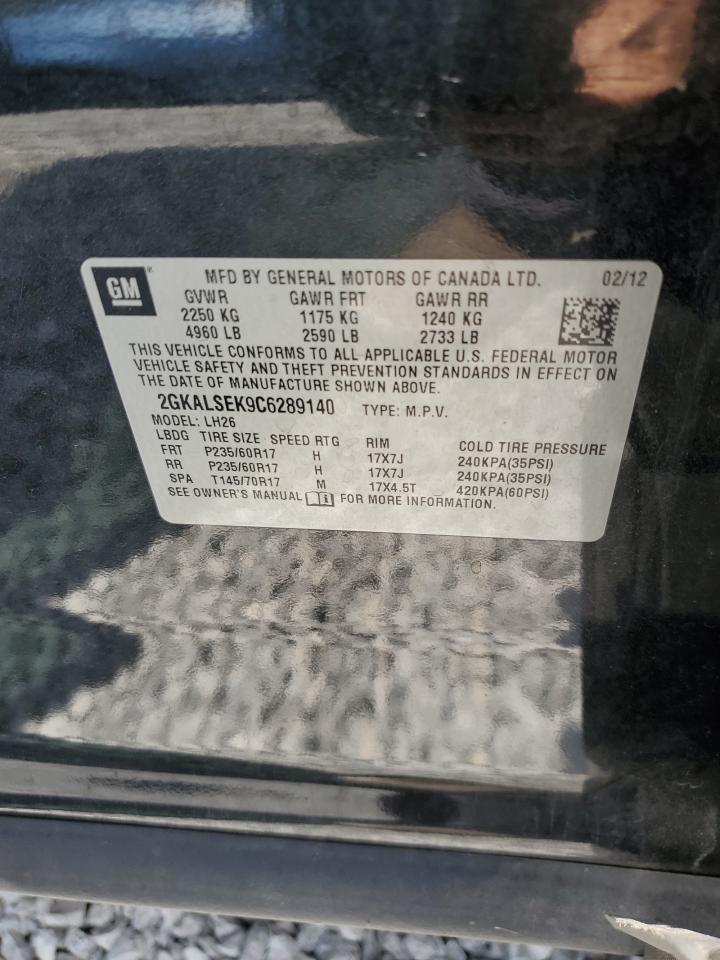 GM MFD BY GENERAL MOTORS OF CANADA LTD. 02/12
GVWR GAWR FRT GAWR RR
2250 KG 1175 KG 1240 KG
4960 LB 2590 LB 2733 LB
THIS VEHICLE CONFORMS TO ALL APPLICABLE U.S. FEDERAL MOTOR
VEHICLE SAFETY AND THEFT PREVENTION STANDARDS IN EFFECT ON
THE DATE OF MANUFACTURE SHOWN ABOVE.
2GKALSEK9C6289140 TYPE: M.P.V.
MODEL: LH26
LBDG TIRE SIZE SPEED RTG RIM COLD TIRE PRESSURE
FRT P235/60R17 H 17X7J 240KPA(35PSI)
RR P235/60R17 H 17X7J 240KPA(35PSI)
SPA T145/70R17 M 17X4.5T 420KPA(60PSI)
SEE OWNER'S MANUAL FOR MORE INFORMATION.